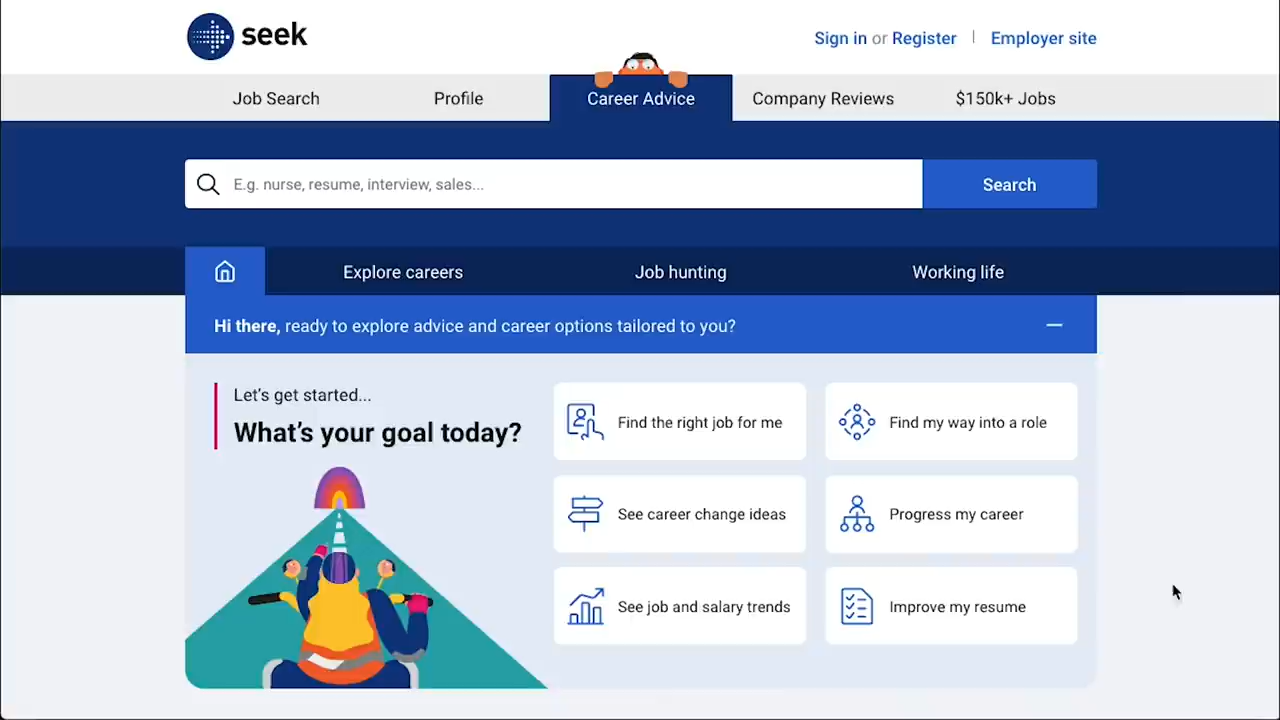 seek
Sign in or Register | Employer site
Job Search Profile Career Advice Company Reviews $150k+ Jobs
E.g. nurse, resume, interview, sales... Search
Explore careers Job hunting Working life
Hi there, ready to explore advice and career options tailored to you?
Let's get started...
What's your goal today?
Find the right job for me Find my way into a role
See career change ideas Progress my career
See job and salary trends Improve my resume